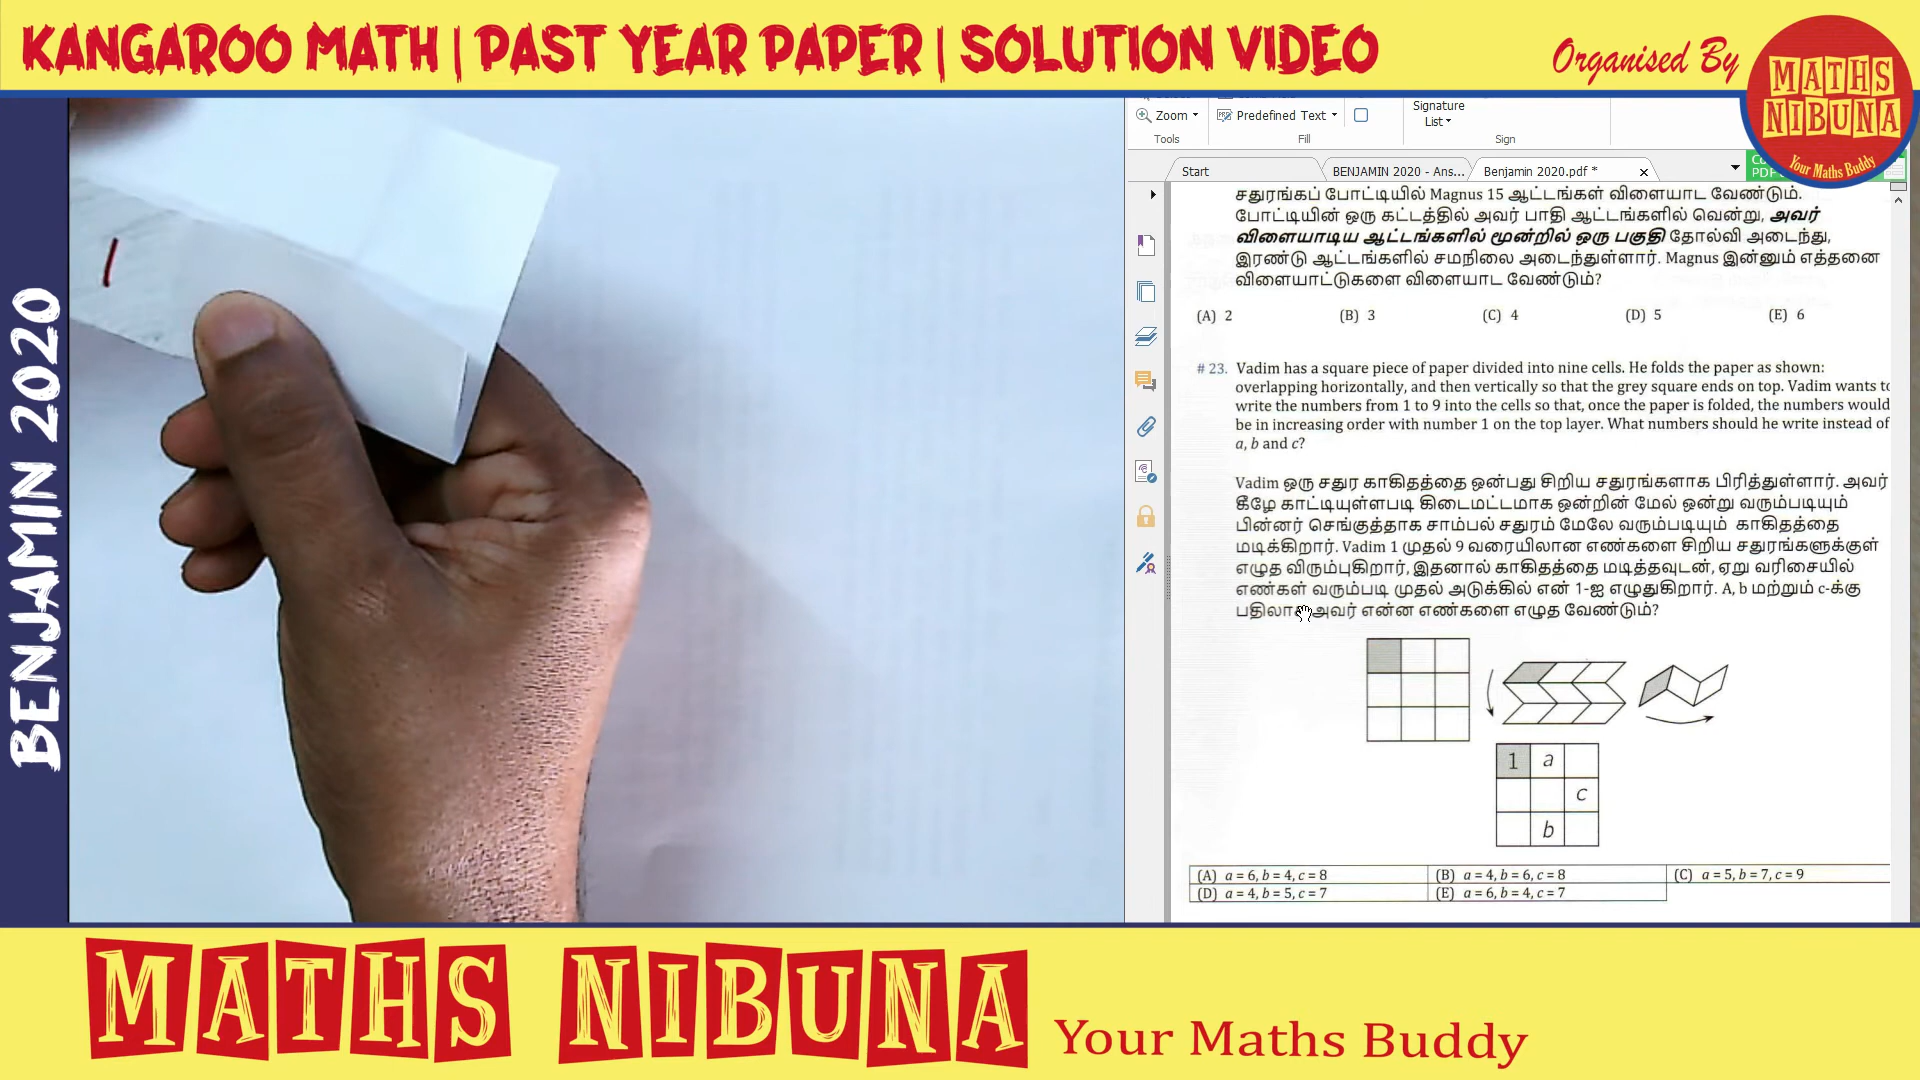 KANGAROO MATH | PAST YEAR PAPER | SOLUTION VIDEO
Organised By
MATHS
NIBUNA
Your Maths Buddy
BENJAMIN 2020
Zoom
Predefined Text
Signature
List
Tools
Fill
Sign
Start
BENJAMIN 2020 - Ans...
Benjamin 2020.pdf *
சதுரங்கப் போட்டியில் Magnus 15 ஆட்டங்கள் விளையாட வேண்டும்.
போட்டியின் ஒரு கட்டத்தில் அவர் பாதி ஆட்டங்களில் வென்று, அவர்
விளையாடிய ஆட்டங்களில் மூன்றில் ஒரு பகுதி தோல்வி அடைந்து,
இரண்டு ஆட்டங்களில் சமநிலை அடைந்துள்ளார். Magnus இன்னும் எத்தனை
விளையாட்டுகளை விளையாட வேண்டும்?
(A) 2 (B) 3 (C) 4 (D) 5 (E) 6
# 23. Vadim has a square piece of paper divided into nine cells. He folds the paper as shown:
overlapping horizontally, and then vertically so that the grey square ends on top. Vadim wants to
write the numbers from 1 to 9 into the cells so that, once the paper is folded, the numbers would
be in increasing order with number 1 on the top layer. What numbers should he write instead of
a, b and c?
Vadim ஒரு சதுர காகிதத்தை ஒன்பது சிறிய சதுரங்களாக பிரித்துள்ளார். அவர்
கீழே காட்டியுள்ளபடி கிடைமட்டமாக ஒன்றின் மேல் ஒன்று வரும்படியும்
பின்னர் செங்குத்தாக சாம்பல் சதுரம் மேலே வரும்படியும் காகிதத்தை
மடிக்கிறார். Vadim 1 முதல் 9 வரையிலான எண்களை சிறிய சதுரங்களுக்குள்
எழுத விரும்புகிறார், இதனால் காகிதத்தை மடித்தவுடன், ஏறு வரிசையில்
எண்கள் வரும்படி முதல் அடுக்கில் என் 1-ஐ எழுதுகிறார். A, b மற்றும் c-க்கு
அவர் என்ன எண்களை எழுத வேண்டும்?
1 a
c
b
(A) a = 6, b = 4, c = 8 (B) a = 4, b = 6, c = 8 (C) a = 5, b = 7, c = 9
(D) a = 4, b = 5, c = 7 (E) a = 6, b = 4, c = 7
MATHS NIBUNA
Your Maths Buddy